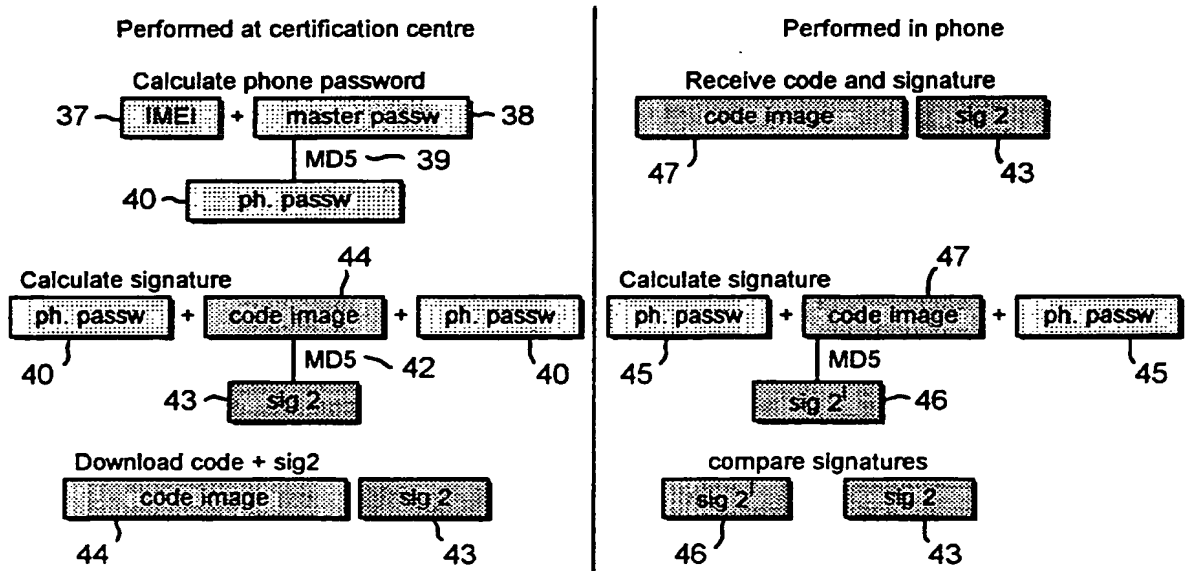 Performed at certification centre
Calculate phone password
37 IMEI + master passw 38
MD5 39
40 ph. passw
Calculate signature 44
ph. passw + code image + ph. passw
40 MD5 42 40
43 sig 2
Download code + sig2
code image sig 2
44 43
Performed in phone
Receive code and signature
code image sig 2
47 43
Calculate signature 47
ph. passw + code image + ph. passw
45 MD5 45
sig 2' 46
compare signatures
sig 2' sig 2
46 43